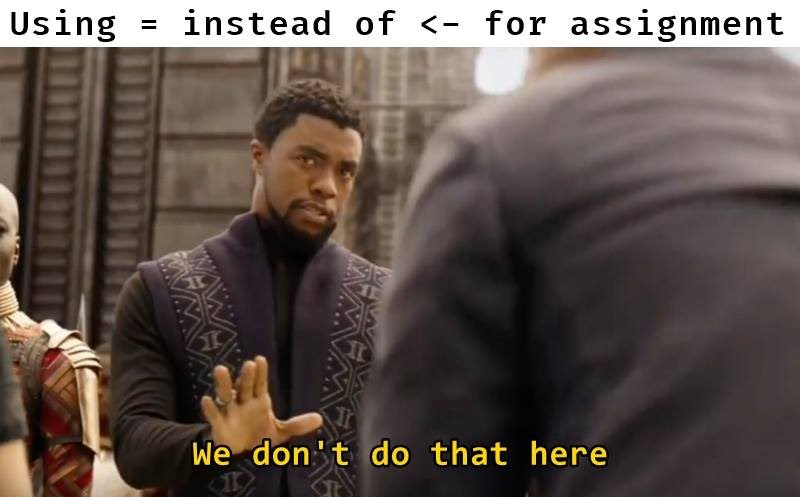 Using = instead of <- for assignment
We don't do that here